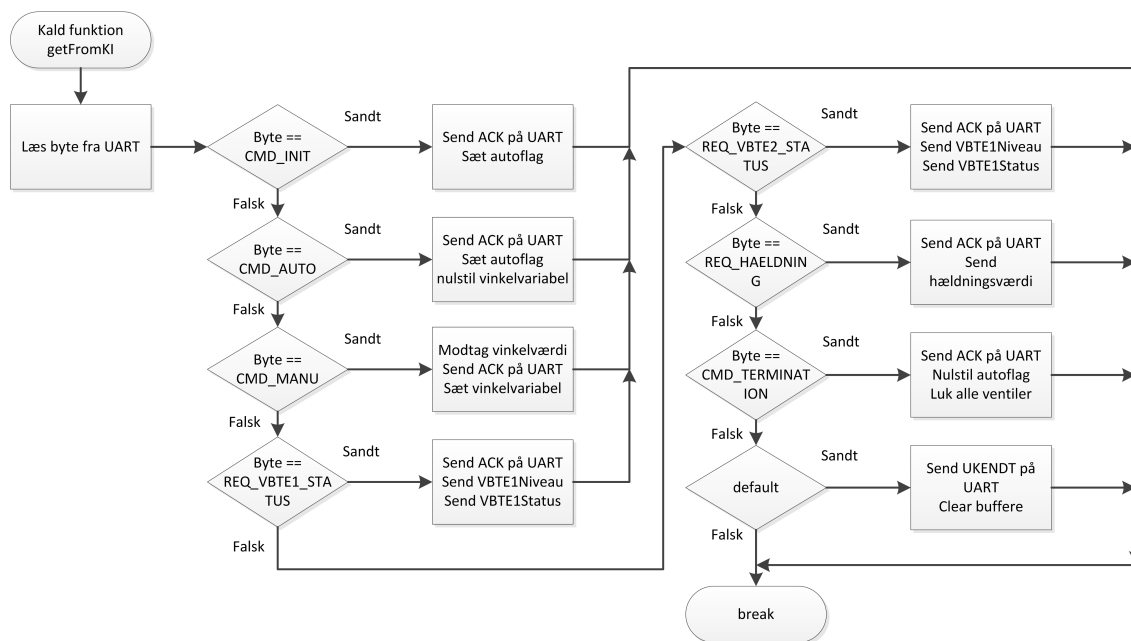 Kald funktion
getFromKI
Læs byte fra UART
Byte ==
CMD_INIT
Sandt
Send ACK på UART
Sæt autoflag
Falsk
Byte ==
CMD_AUTO
Sandt
Send ACK på UART
Sæt autoflag
nulstil vinkelvariabel
Falsk
Byte ==
CMD_MANU
Sandt
Modtag vinkelværdi
Send ACK på UART
Sæt vinkelvariabel
Falsk
Byte ==
REQ_VBTE1_STA
TUS
Sandt
Send ACK på UART
Send VBTE1Niveau
Send VBTE1Status
Falsk
Byte ==
REQ_VBTE2_STA
TUS
Sandt
Send ACK på UART
Send VBTE1Niveau
Send VBTE1Status
Falsk
Byte ==
REQ_HAELDNIN
G
Sandt
Send ACK på UART
Send
hældningsværdi
Falsk
Byte ==
CMD_TERMINAT
ION
Sandt
Send ACK på UART
Nulstil autoflag
Luk alle ventiler
Falsk
default
Sandt
Send UKENDT på
UART
Clear buffere
Falsk
break